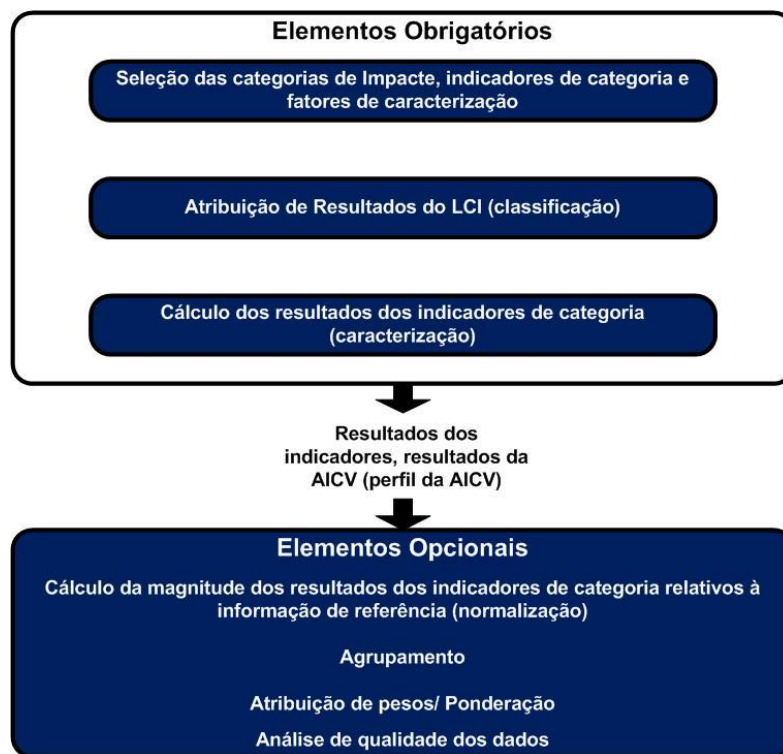 Elementos Obrigatórios
Seleção das categorias de Impacte, indicadores de categoria e
fatores de caracterização
Atribuição de Resultados do LCI (classificação)
Cálculo dos resultados dos indicadores de categoria
(caracterização)
Resultados dos
indicadores, resultados da
AICV (perfil da AICV)
Elementos Opcionais
Cálculo da magnitude dos resultados dos indicadores de categoria relativos à
informação de referência (normalização)
Agrupamento
Atribuição de pesos/ Ponderação
Análise de qualidade dos dados